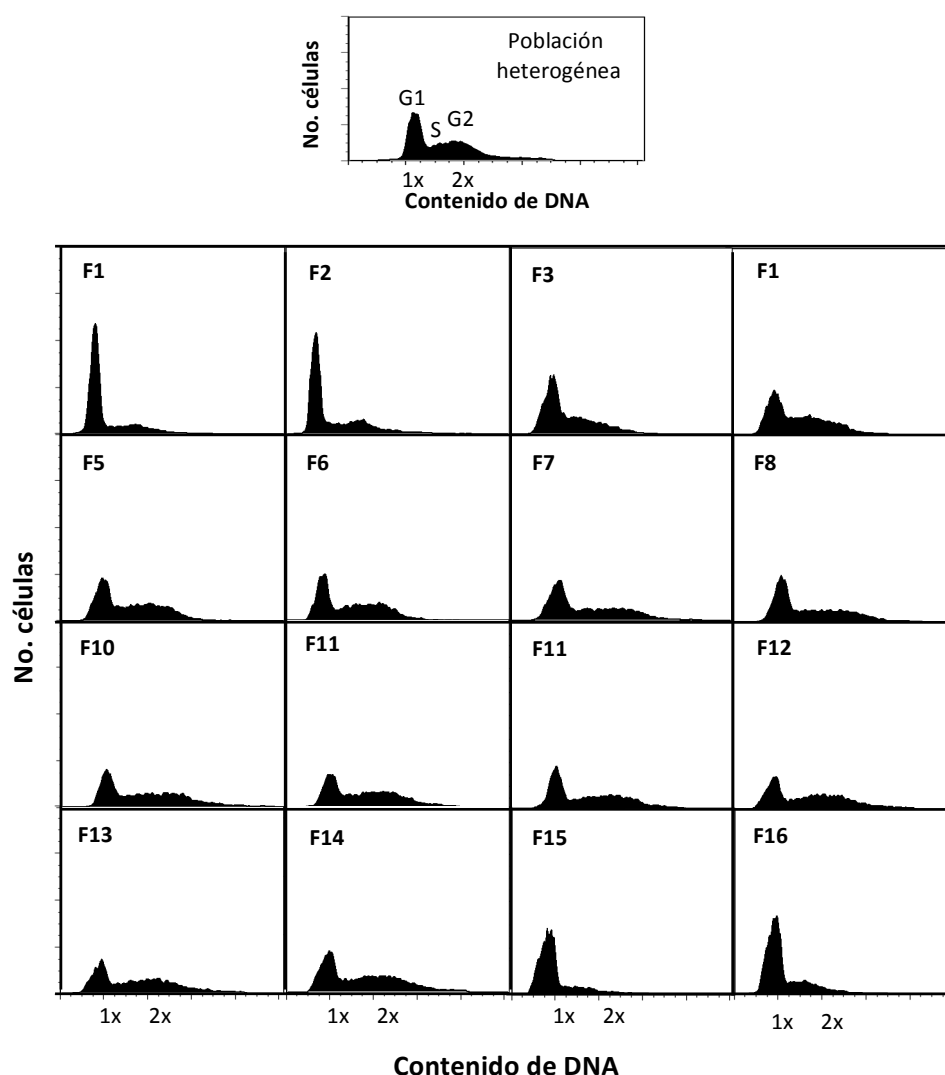 Población
heterogénea
No. células
G1
S
G2
1x 2x
Contenido de DNA
F1 F2 F3 F1
F5 F6 F7 F8
No. células
F10 F11 F11 F12
F13 F14 F15 F16
1x 2x 1x 2x 1x 2x 1x 2x
Contenido de DNA